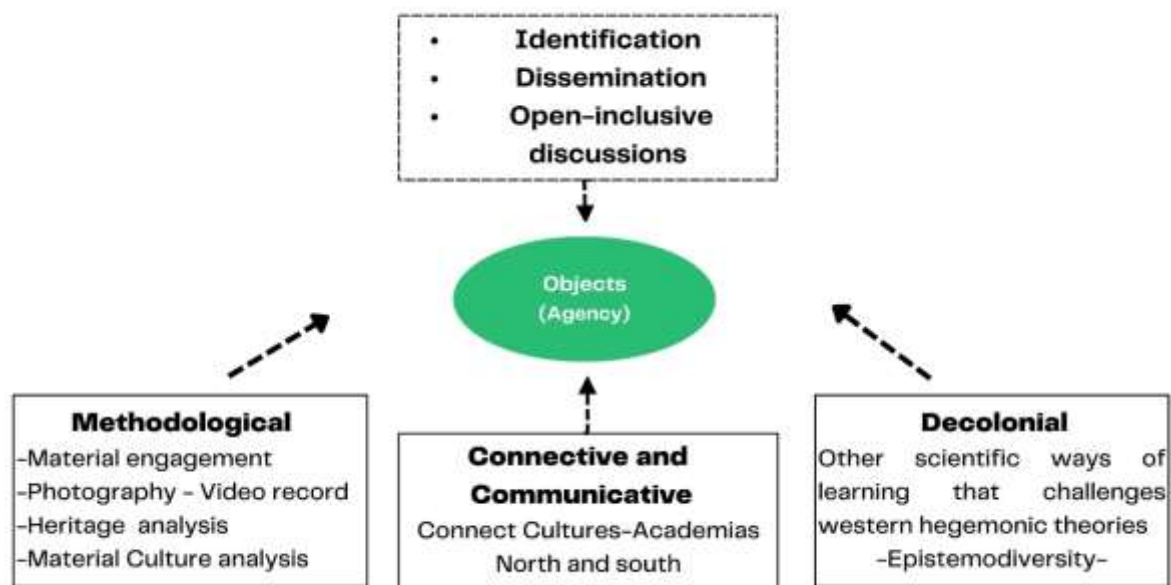 • Identification
• Dissemination
• Open-inclusive
discussions
Objects
(Agency)
Methodological
-Material engagement
-Photography - Video record
-Heritage analysis
-Material Culture analysis
Connective and
Communicative
Connect Cultures-Academias
North and south
Decolonial
Other scientific ways of
learning that challenges
western hegemonic theories
-Epistemodiversity-